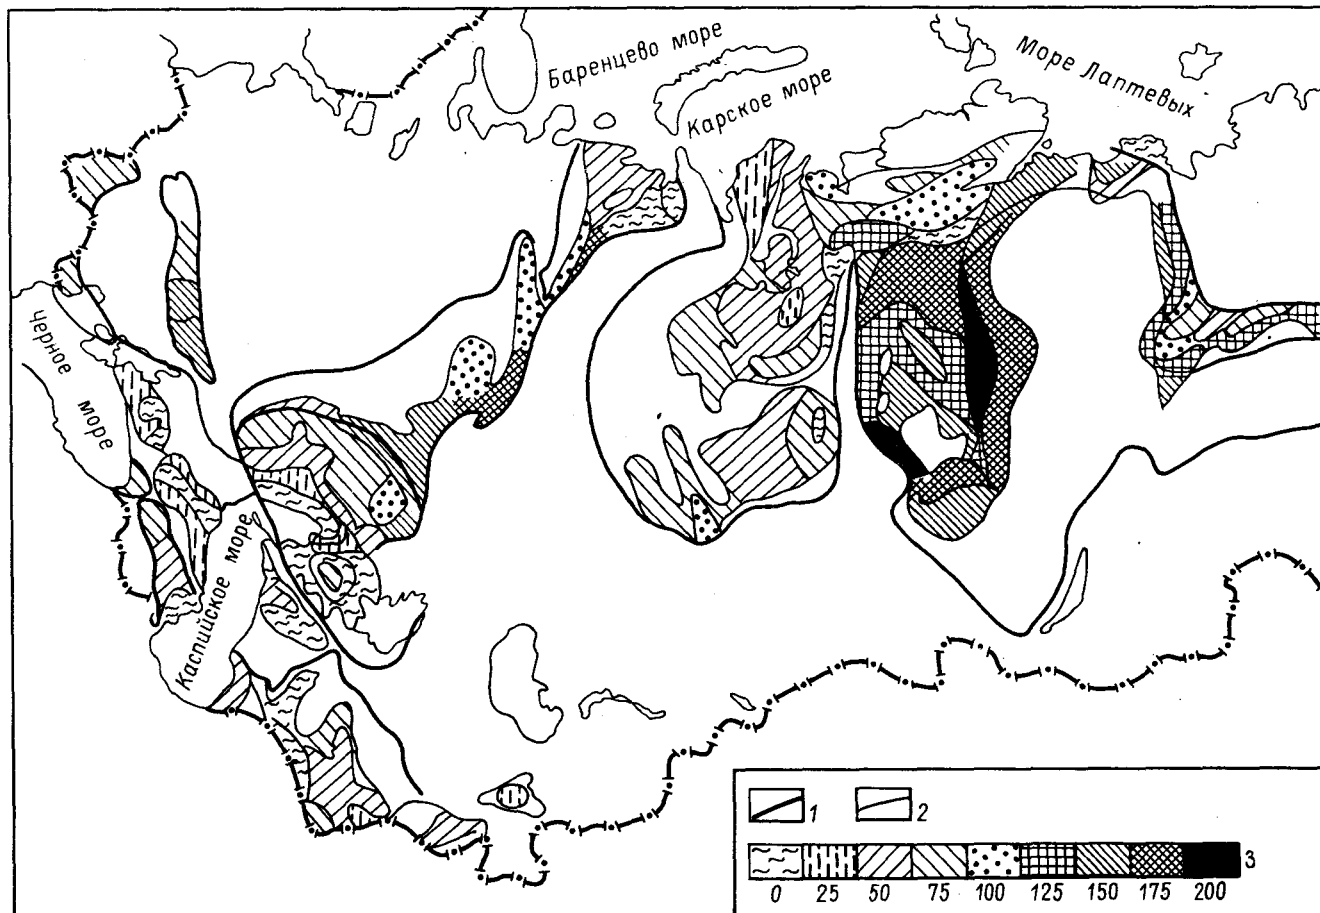 Баренцево море
Карское море
Море Лаптевых
Черное
море
Каспийское море
1 2
3
0 25 50 75 100 125 150 175 200